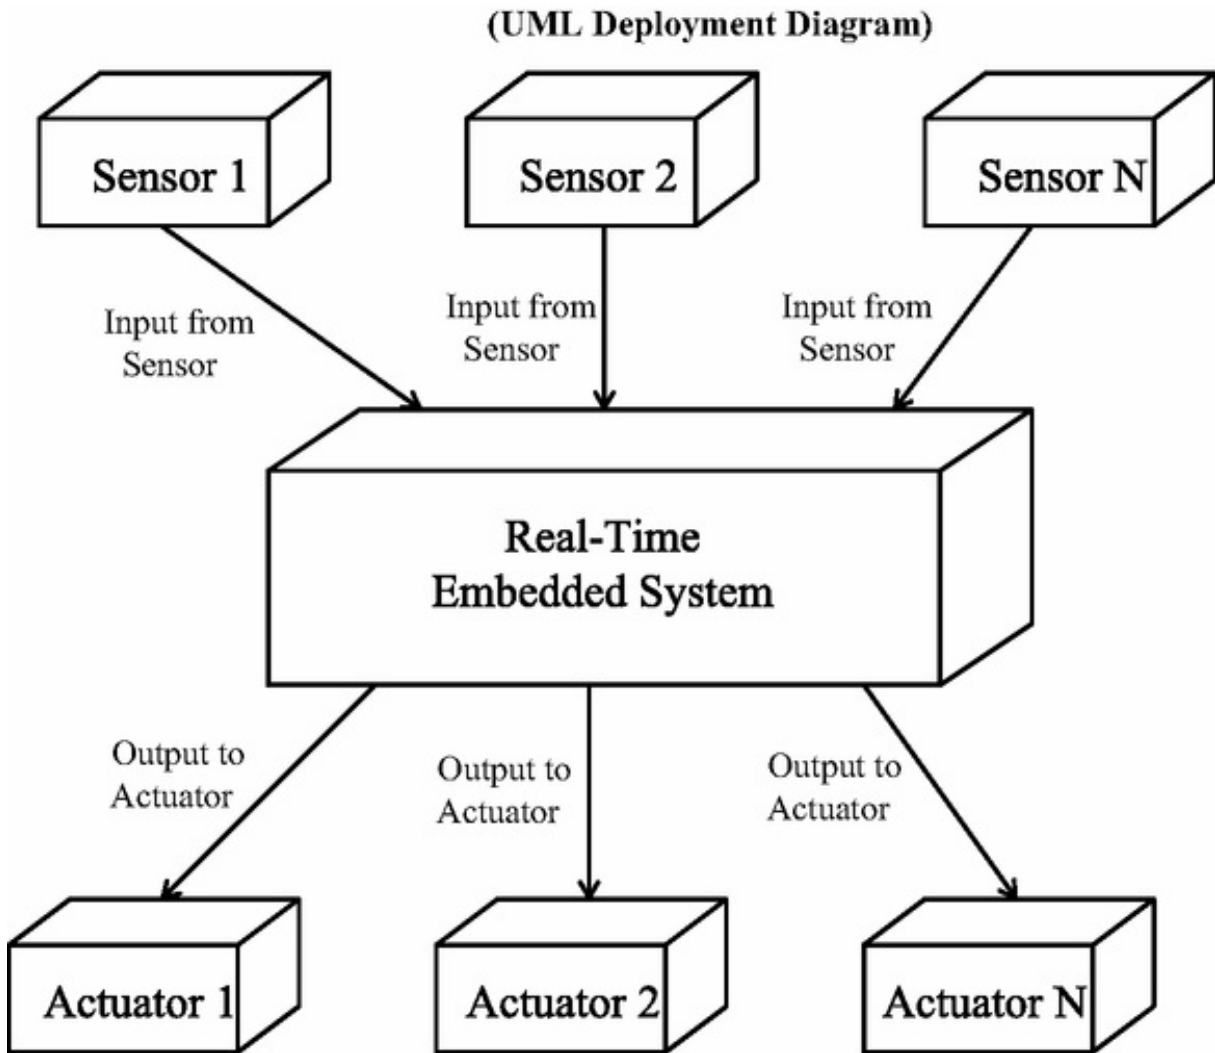 (UML Deployment Diagram)
Sensor 1
Sensor 2
Sensor N
Input from
Sensor
Input from
Sensor
Input from
Sensor
Real-Time
Embedded System
Output to
Actuator
Output to
Actuator
Output to
Actuator
Actuator 1
Actuator 2
Actuator N